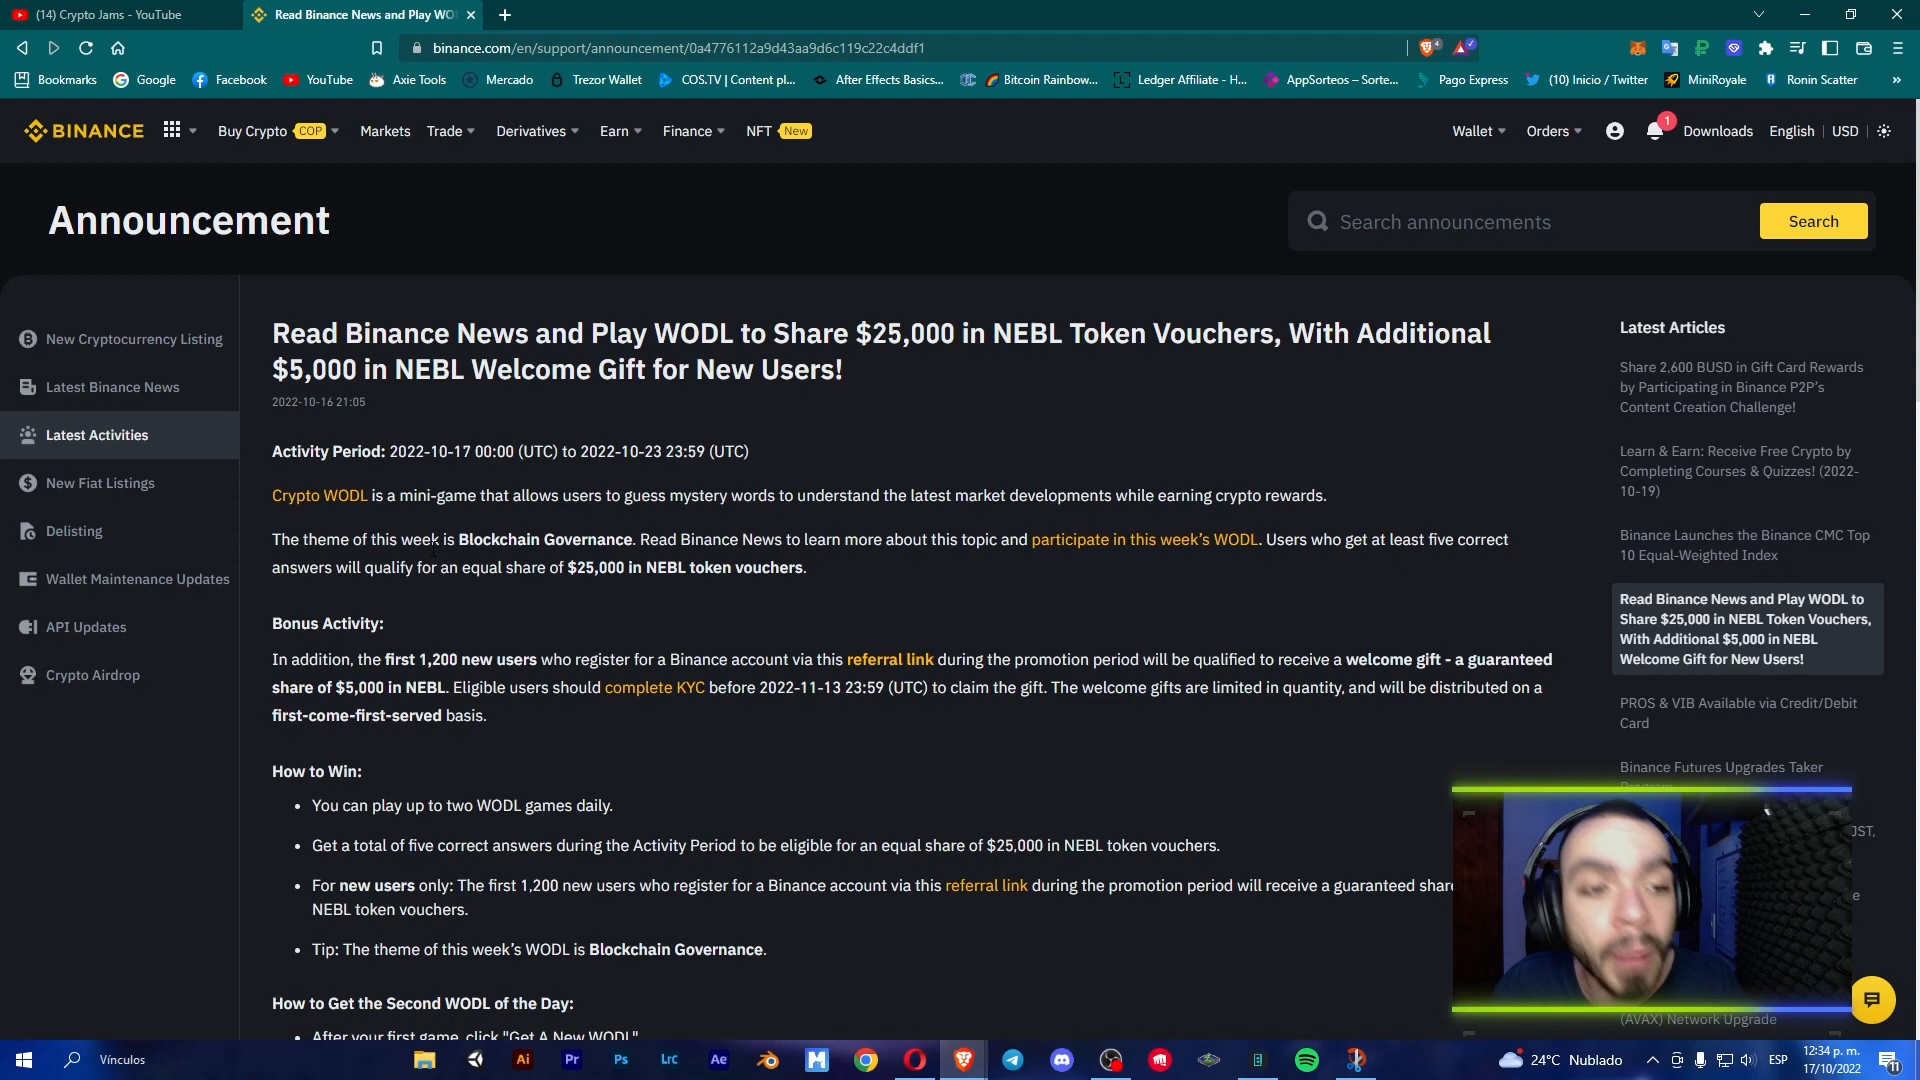 (14) Crypto Jams - YouTube
Read Binance News and Play WO
binance.com/en/support/announcement/0a4776112a9d43aa9d6c119c22c4ddf1
Bookmarks Google Facebook YouTube Axie Tools Mercado Trezor Wallet COS.TV | Content pl... After Effects Basics... Bitcoin Rainbow... Ledger Affiliate - H... AppSorteos – Sorte... Pago Express (10) Inicio / Twitter MiniRoyale Ronin Scatter »
BINANCE Buy Crypto COP Markets Trade Derivatives Earn Finance NFT New Wallet Orders 1 Downloads English USD
Announcement
Search announcements
Search
New Cryptocurrency Listing
Latest Binance News
Latest Activities
New Fiat Listings
Delisting
Wallet Maintenance Updates
API Updates
Crypto Airdrop
Read Binance News and Play WODL to Share $25,000 in NEBL Token Vouchers, With Additional
$5,000 in NEBL Welcome Gift for New Users!
2022-10-16 21:05
Activity Period: 2022-10-17 00:00 (UTC) to 2022-10-23 23:59 (UTC)
Crypto WODL is a mini-game that allows users to guess mystery words to understand the latest market developments while earning crypto rewards.
The theme of this week is Blockchain Governance. Read Binance News to learn more about this topic and participate in this week's WODL. Users who get at least five correct
answers will qualify for an equal share of $25,000 in NEBL token vouchers.
Bonus Activity:
In addition, the first 1,200 new users who register for a Binance account via this referral link during the promotion period will be qualified to receive a welcome gift - a guaranteed
share of $5,000 in NEBL. Eligible users should complete KYC before 2022-11-13 23:59 (UTC) to claim the gift. The welcome gifts are limited in quantity, and will be distributed on a
first-come-first-served basis.
How to Win:
• You can play up to two WODL games daily.
• Get a total of five correct answers during the Activity Period to be eligible for an equal share of $25,000 in NEBL token vouchers.
• For new users only: The first 1,200 new users who register for a Binance account via this referral link during the promotion period will receive a guaranteed share
NEBL token vouchers.
• Tip: The theme of this week's WODL is Blockchain Governance.
How to Get the Second WODL of the Day:
• After your first game, click "Get A New WODL"
Latest Articles
Share 2,600 BUSD in Gift Card Rewards
by Participating in Binance P2P's
Content Creation Challenge!
Learn & Earn: Receive Free Crypto by
Completing Courses & Quizzes! (2022-
10-19)
Binance Launches the Binance CMC Top
10 Equal-Weighted Index
Read Binance News and Play WODL to
Share $25,000 in NEBL Token Vouchers,
With Additional $5,000 in NEBL
Welcome Gift for New Users!
PROS & VIB Available via Credit/Debit
Card
Binance Futures Upgrades Taker
Program
JST,
e
(AVAX) Network Upgrade
Vínculos
Ai Pr Ps Lrc Ae
24°C Nublado
ESP
12:34 p. m.
17/10/2022
11